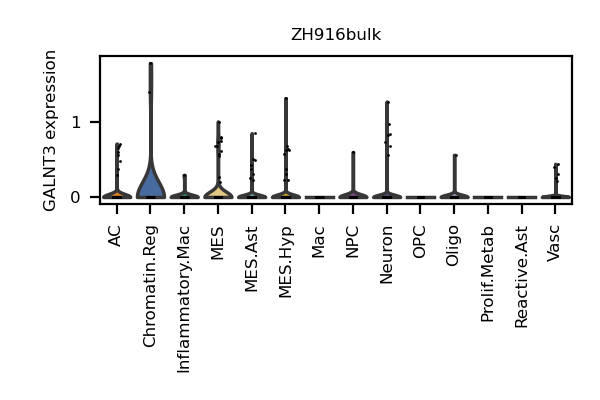 ZH916bulk
GALNT3 expression
1
0
AC
Chromatin.Reg
Inflammatory.Mac
MES
MES.Ast
MES.Hyp
Mac
NPC
Neuron
OPC
Oligo
Prolif.Metab
Reactive.Ast
Vasc